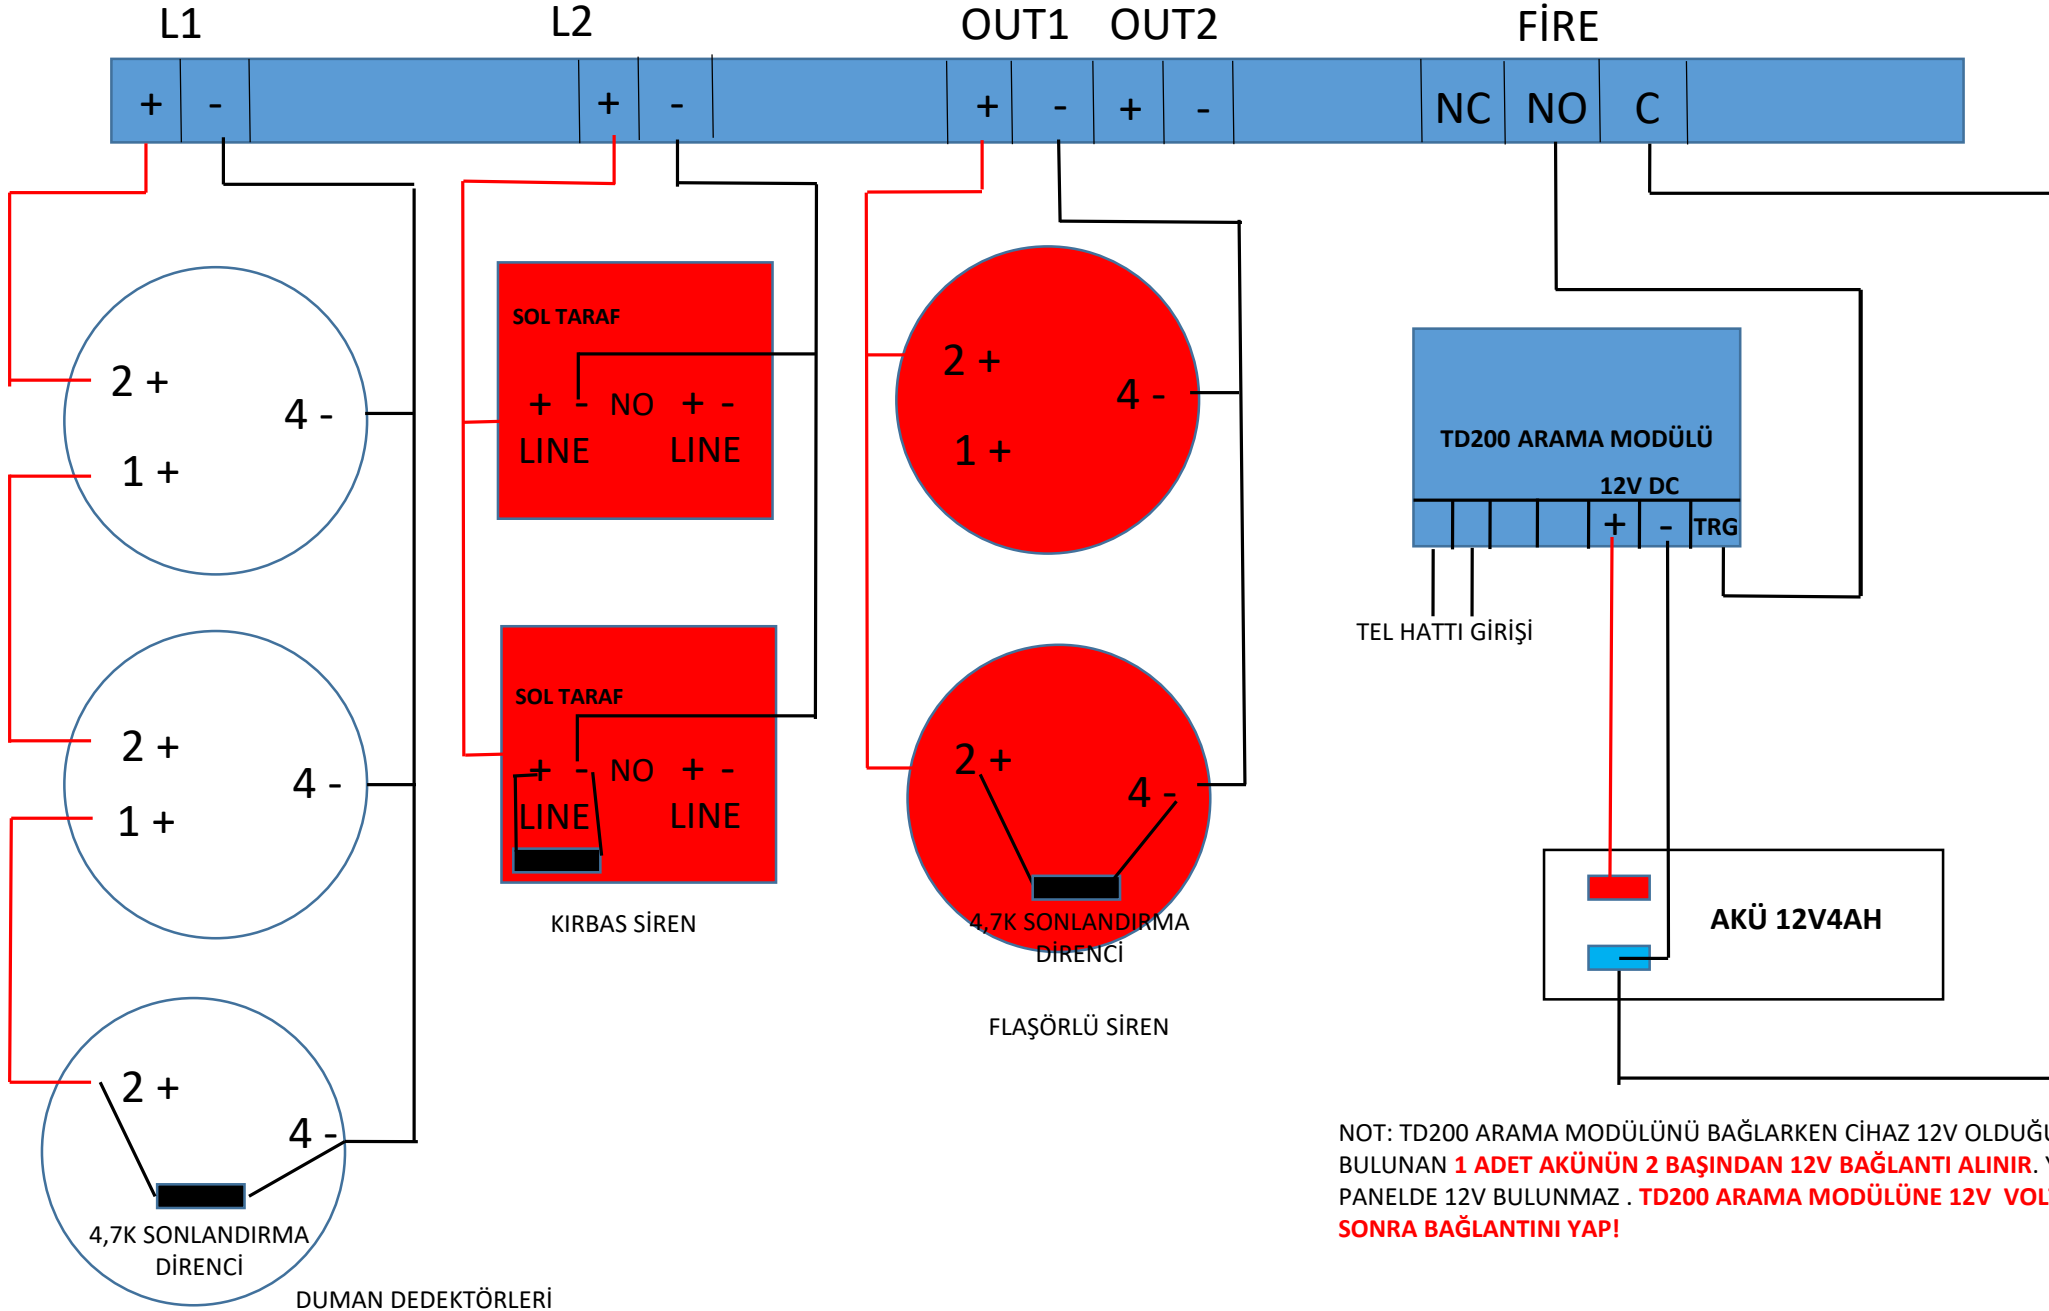 L1 L2 OUT1 OUT2 FİRE
+ - + - + - + - NC NO C
2 +
4 -
1 +
2 +
4 -
1 +
2 +
4 -
4,7K SONLANDIRMA
DİRENCİ
DUMAN DEDEKTÖRLERİ
SOL TARAF
+ - NO + -
LINE LINE
SOL TARAF
+ - NO + -
LINE LINE
KIRBAS SİREN
2 +
4 -
1 +
2 +
4 -
4,7K SONLANDIRMA
DİRENCİ
FLAŞÖRLÜ SİREN
TD200 ARAMA MODÜLÜ
12V DC
+ - TRG
TEL HATTI GİRİŞİ
AKÜ 12V4AH
NOT: TD200 ARAMA MODÜLÜNÜ BAĞLARKEN CİHAZ 12V OLDUĞU
BULUNAN 1 ADET AKÜNÜN 2 BAŞINDAN 12V BAĞLANTI ALINIR.
PANELDE 12V BULUNMAZ . TD200 ARAMA MODÜLÜNE 12V VOL
SONRA BAĞLANTINI YAP!